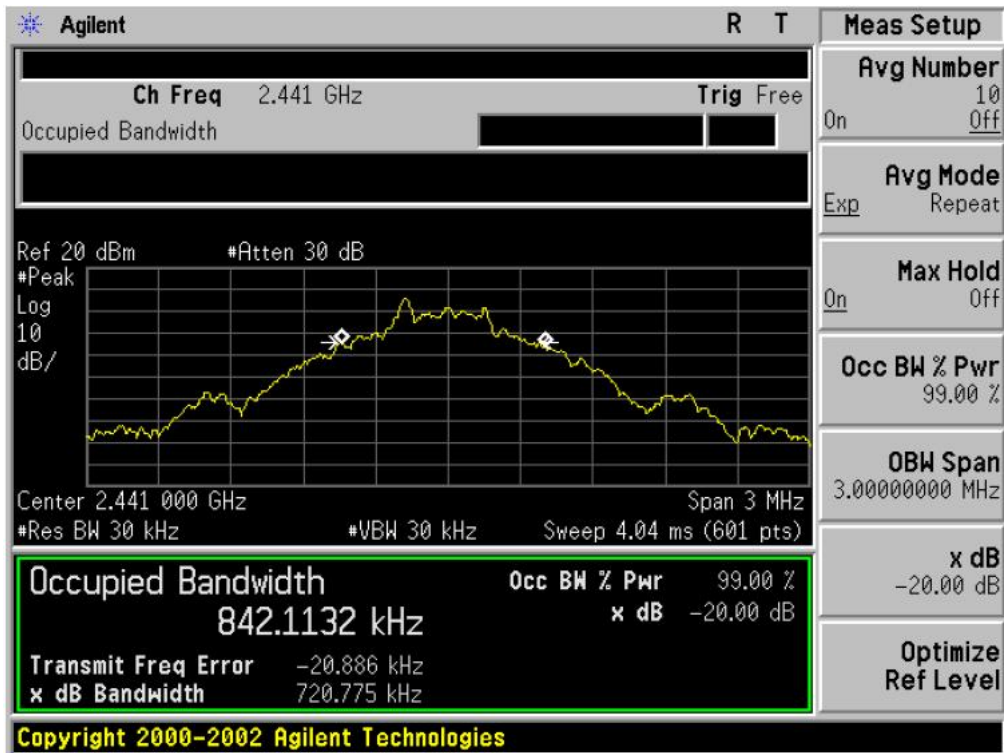 Agilent R T
Ch Freq 2.441 GHz Trig Free
Occupied Bandwidth
Ref 20 dBm #Atten 30 dB
#Peak
Log
10
dB/
Center 2.441 000 GHz Span 3 MHz
#Res BW 30 kHz #VBW 30 kHz Sweep 4.04 ms (601 pts)
Occupied Bandwidth Occ BW % Pwr 99.00 %
842.1132 kHz x dB -20.00 dB
Transmit Freq Error -20.886 kHz
x dB Bandwidth 720.775 kHz
Copyright 2000-2002 Agilent Technologies
Meas Setup
Avg Number
10
On Off
Avg Mode
Exp Repeat
Max Hold
On Off
Occ BW % Pwr
99.00 %
OBW Span
3.00000000 MHz
x dB
-20.00 dB
Optimize
Ref Level